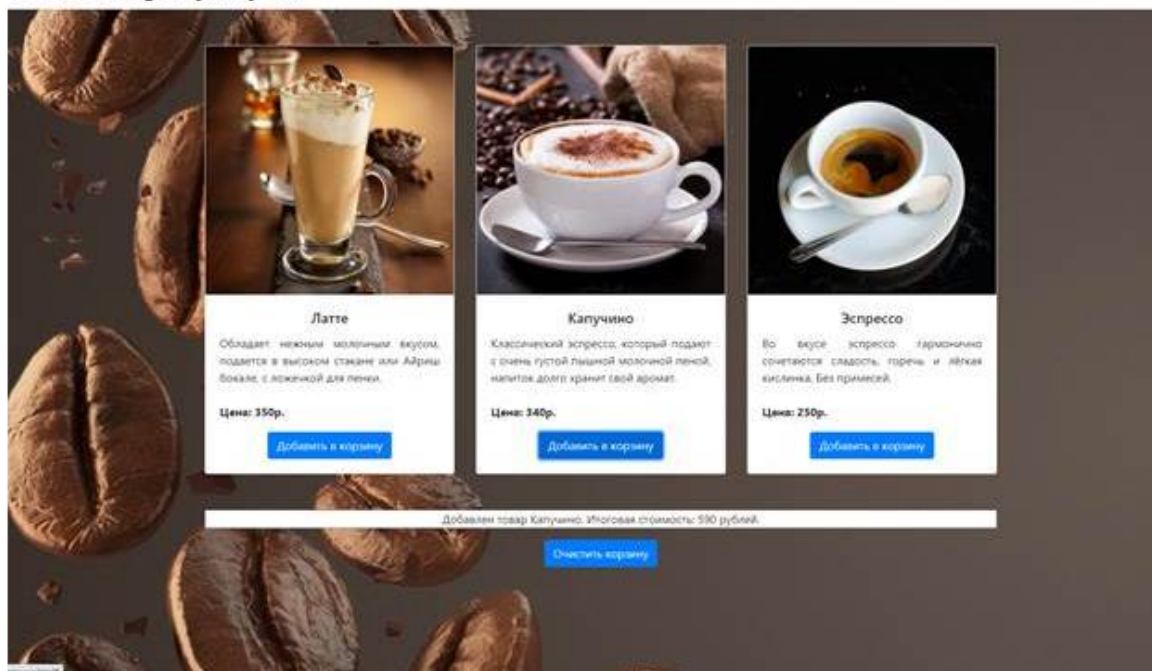 Латте
Обладает нежным молочным вкусом,
подается в высоком стакане или Айриш
бокале, с ложечкой для пенки.
Цена: 350р.
Добавить в корзину
Капучино
Классический эспрессо, который подают
с очень густой пышной молочной пеной,
напиток долго хранит свой аромат.
Цена: 340р.
Добавить в корзину
Эспрессо
Во вкусе эспрессо гармонично
сочетаются сладость, горечь и лёгкая
кислинка. Без примесей.
Цена: 250р.
Добавить в корзину
Добавлен товар Капучино. Итоговая стоимость: 590 рублей.
Очистить корзину